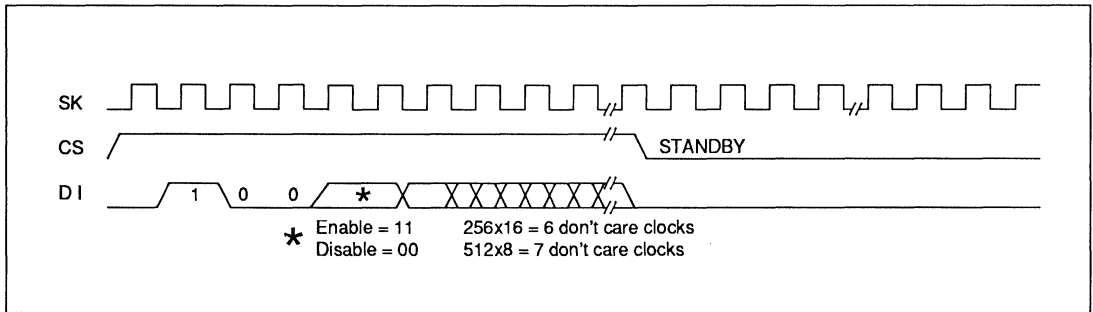 SK
CS
STANDBY
D I
1 0 0 *
* Enable = 11 256x16 = 6 don't care clocks
Disable = 00 512x8 = 7 don't care clocks